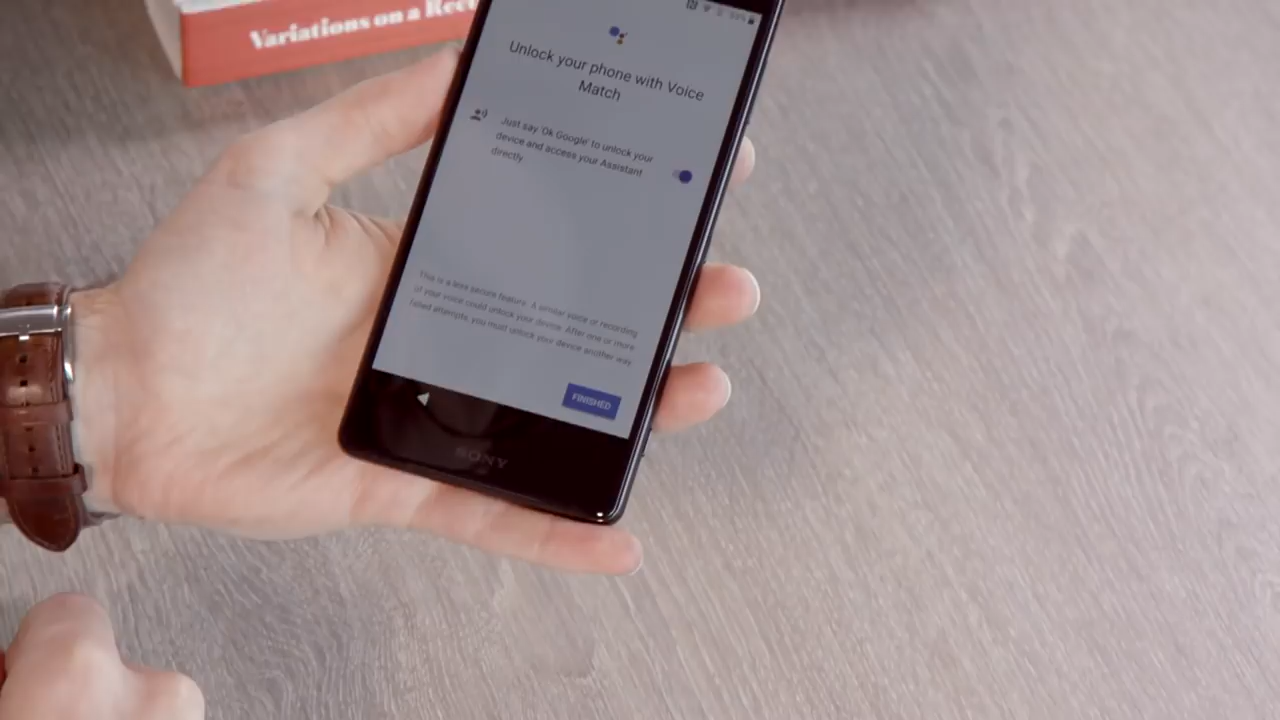 Variations on a Rect
Unlock your phone with Voice
Match
Just say 'Ok Google' to unlock your
device and access your Assistant
directly
This is a less secure feature. A similar voice or recording
of your voice could unlock your device. After one or more
failed attempts, you must unlock your device another way.
FINISHED
SONY